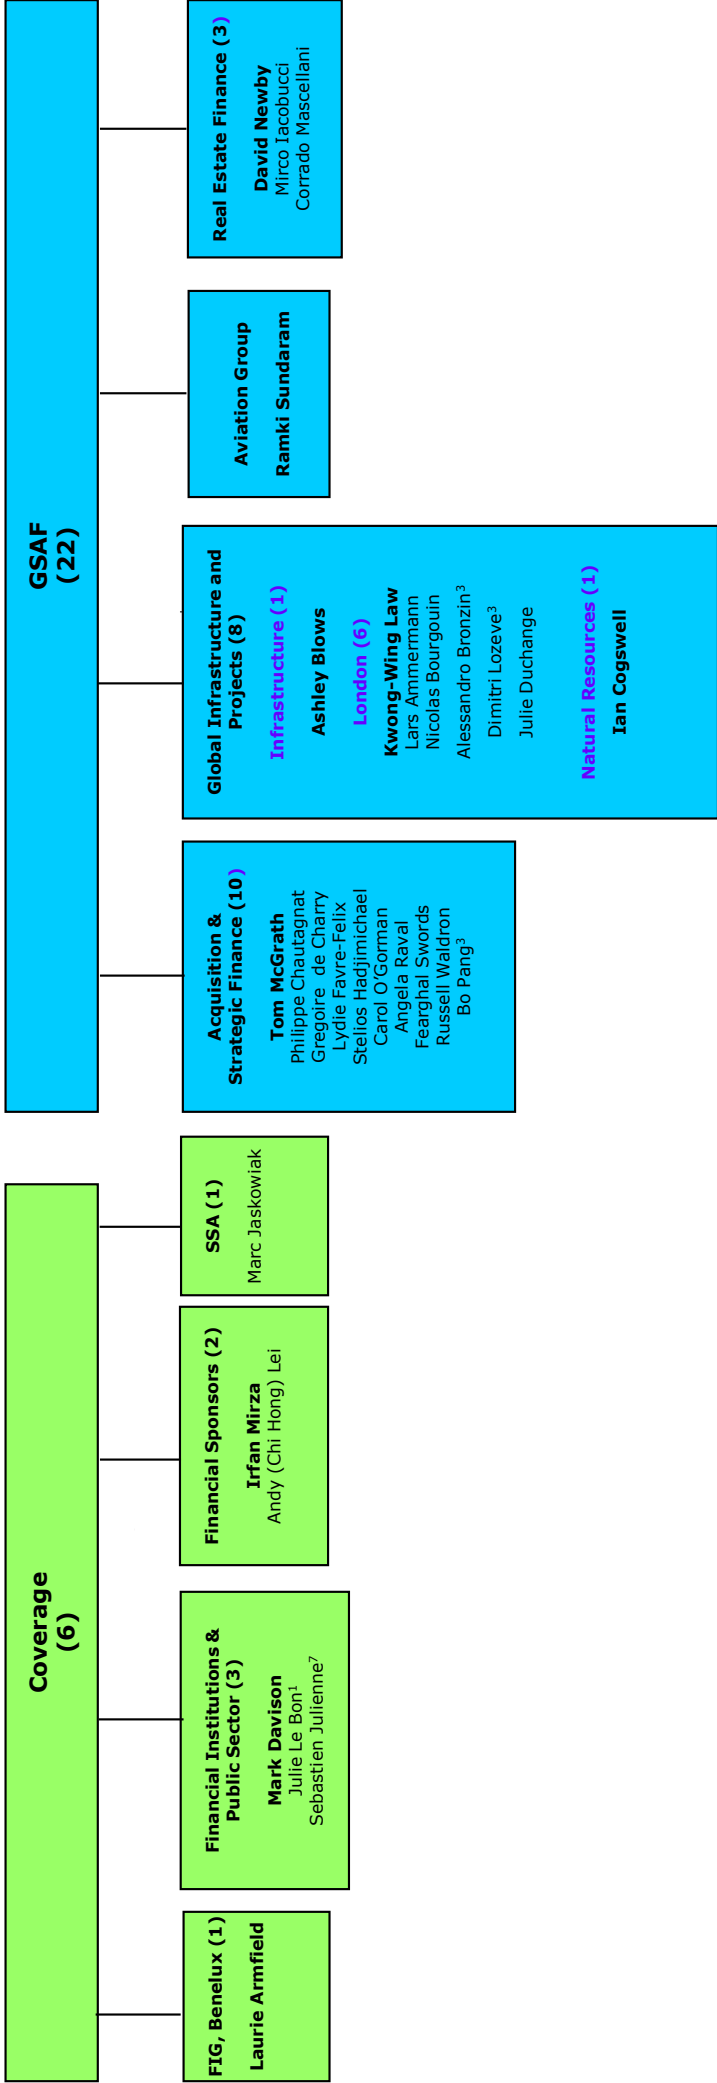 Coverage
(6)
FIG, Benelux (1)
Laurie Armfield
Financial Institutions &
Public Sector (3)
Mark Davison
Julie Le Bon1
Sebastien Julienne7
Financial Sponsors (2)
Irfan Mirza
Andy (Chi Hong) Lei
SSA (1)
Marc Jaskowiak
GSAF
(22)
Acquisition &
Strategic Finance (10)
Tom McGrath
Philippe Chautagnat
Gregoire de Charry
Lydie Favre-Felix
Stelios Hadjimichael
Carol O'Gorman
Angela Raval
Fearghal Swords
Russell Waldron
Bo Pang3
Global Infrastructure and
Projects (8)
Infrastructure (1)
Ashley Blows
London (6)
Kwong-Wing Law
Lars Ammermann
Nicolas Bourgouin
Alessandro Bronzin3
Dimitri Lozeve3
Julie Duchange
Natural Resources (1)
Ian Cogswell
Aviation Group
Ramki Sundaram
Real Estate Finance (3)
David Newby
Mirco Iacobucci
Corrado Mascellani